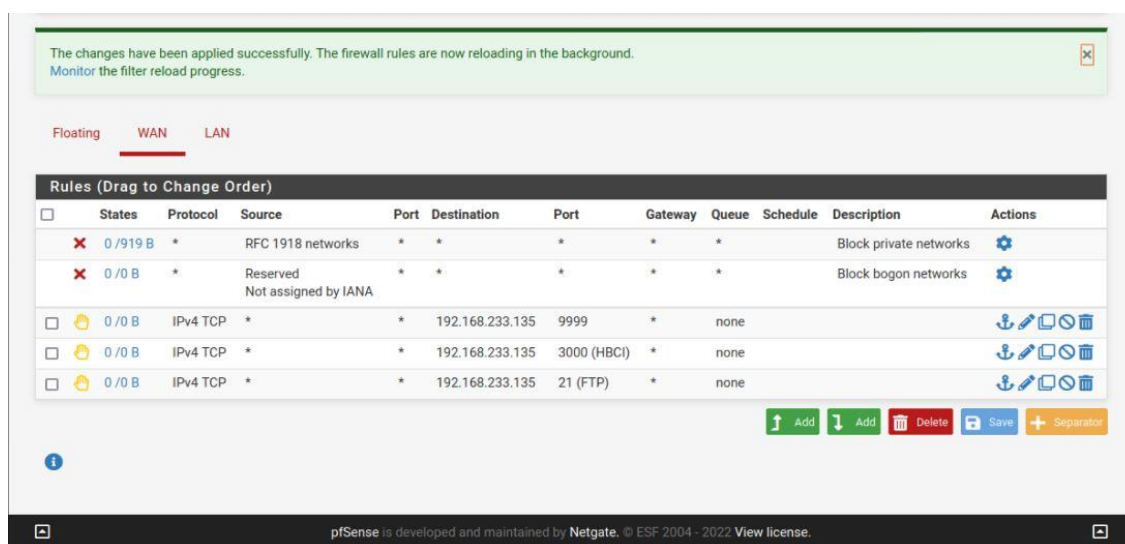 The changes have been applied successfully. The firewall rules are now reloading in the background.
Monitor the filter reload progress.
Floating WAN LAN
Rules (Drag to Change Order)
States Protocol Source Port Destination Port Gateway Queue Schedule Description Actions
0 /919 B * RFC 1918 networks * * * * * Block private networks
0 /0 B * Reserved * * * * * Block bogon networks
Not assigned by IANA
0 /0 B IPv4 TCP * * 192.168.233.135 9999 * none
0 /0 B IPv4 TCP * * 192.168.233.135 3000 (HBCI) * none
0 /0 B IPv4 TCP * * 192.168.233.135 21 (FTP) * none
Add Add Delete Save Separator
pfSense is developed and maintained by Netgate. © ESF 2004 - 2022 View license.